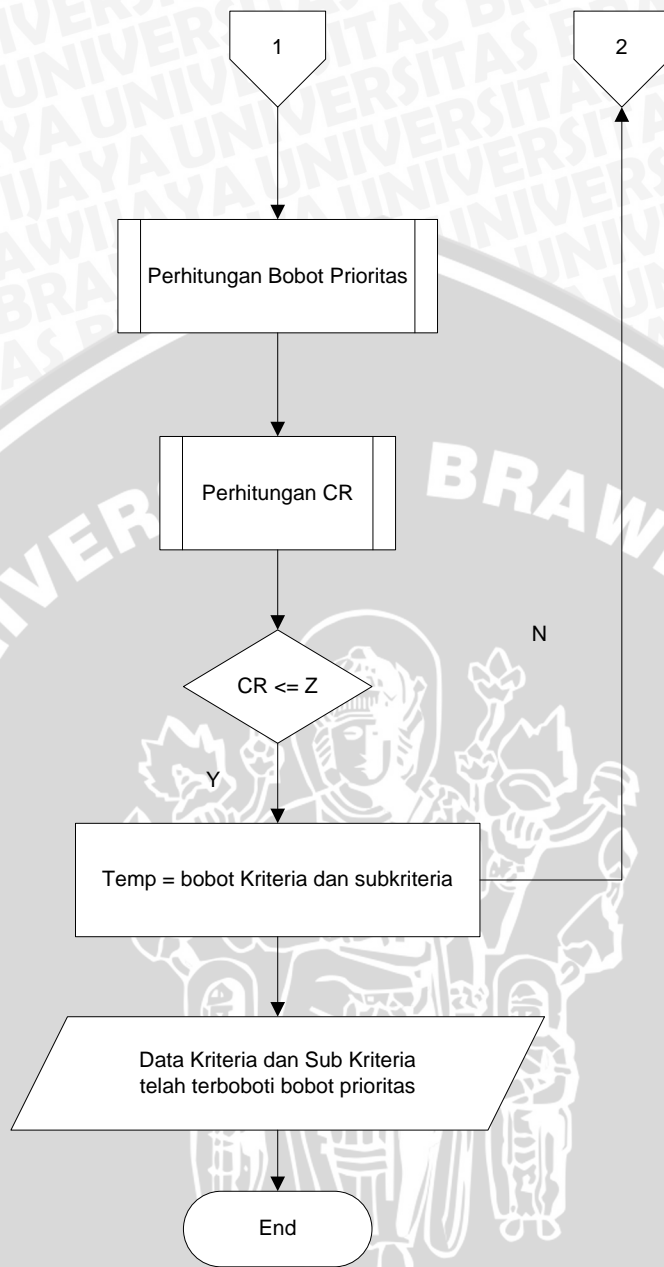 1
2
Perhitungan Bobot Prioritas
Perhitungan CR
N
CR <= Z
Y
Temp = bobot Kriteria dan subkriteria
Data Kriteria dan Sub Kriteria
telah terboboti bobot prioritas
End